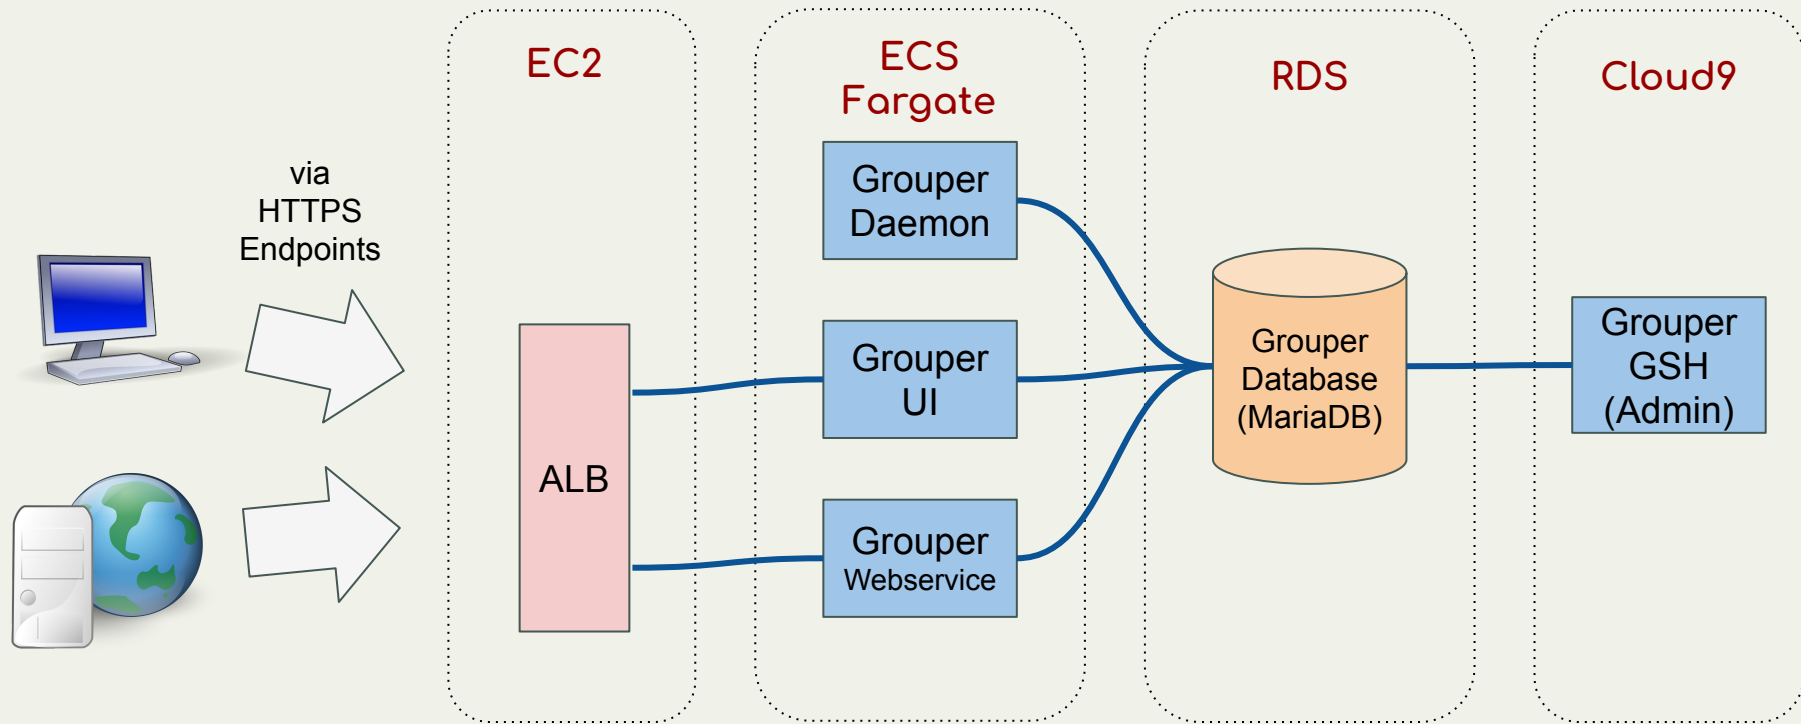 via
HTTPS
Endpoints
EC2
ALB
ECS
Fargate
Grouper
Daemon
Grouper
UI
Grouper
Webservice
RDS
Grouper
Database
(MariaDB)
Cloud9
Grouper
GSH
(Admin)